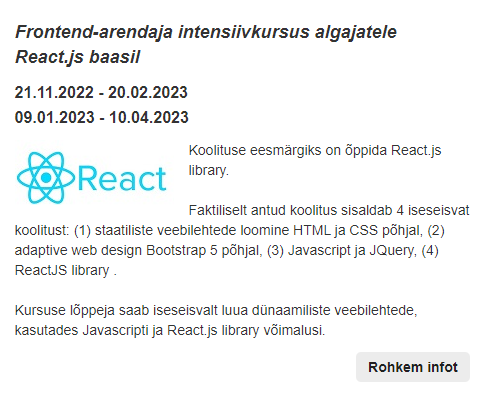 Frontend-arendaja intensiivkursus algajatele
React.js baasil
21.11.2022 - 20.02.2023
09.01.2023 - 10.04.2023
React
Koolituse eesmärgiks on õppida React.js
library.
Faktiliselt antud koolitus sisaldab 4 iseseisvat
koolitust: (1) staatiliste veebilehtede loomine HTML ja CSS põhjal, (2)
adaptive web design Bootstrap 5 põhjal, (3) Javascript ja JQuery, (4)
ReactJS library .
Kursuse lõppeja saab iseseisvalt luua dünaamiliste veebilehtede,
kasutades Javascripti ja React.js library võimalusi.
Rohkem infot